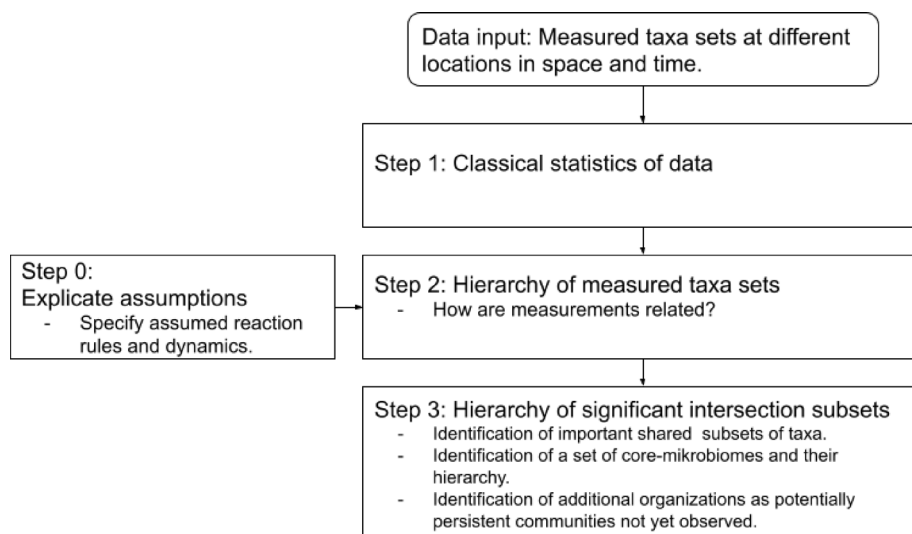 Data input: Measured taxa sets at different
locations in space and time.
Step 1: Classical statistics of data
Step 0:
Explicate assumptions
- Specify assumed reaction
rules and dynamics.
Step 2: Hierarchy of measured taxa sets
- How are measurements related?
Step 3: Hierarchy of significant intersection subsets
- Identification of important shared subsets of taxa.
- Identification of a set of core-mikrobiomes and their
hierarchy.
- Identification of additional organizations as potentially
persistent communities not yet observed.